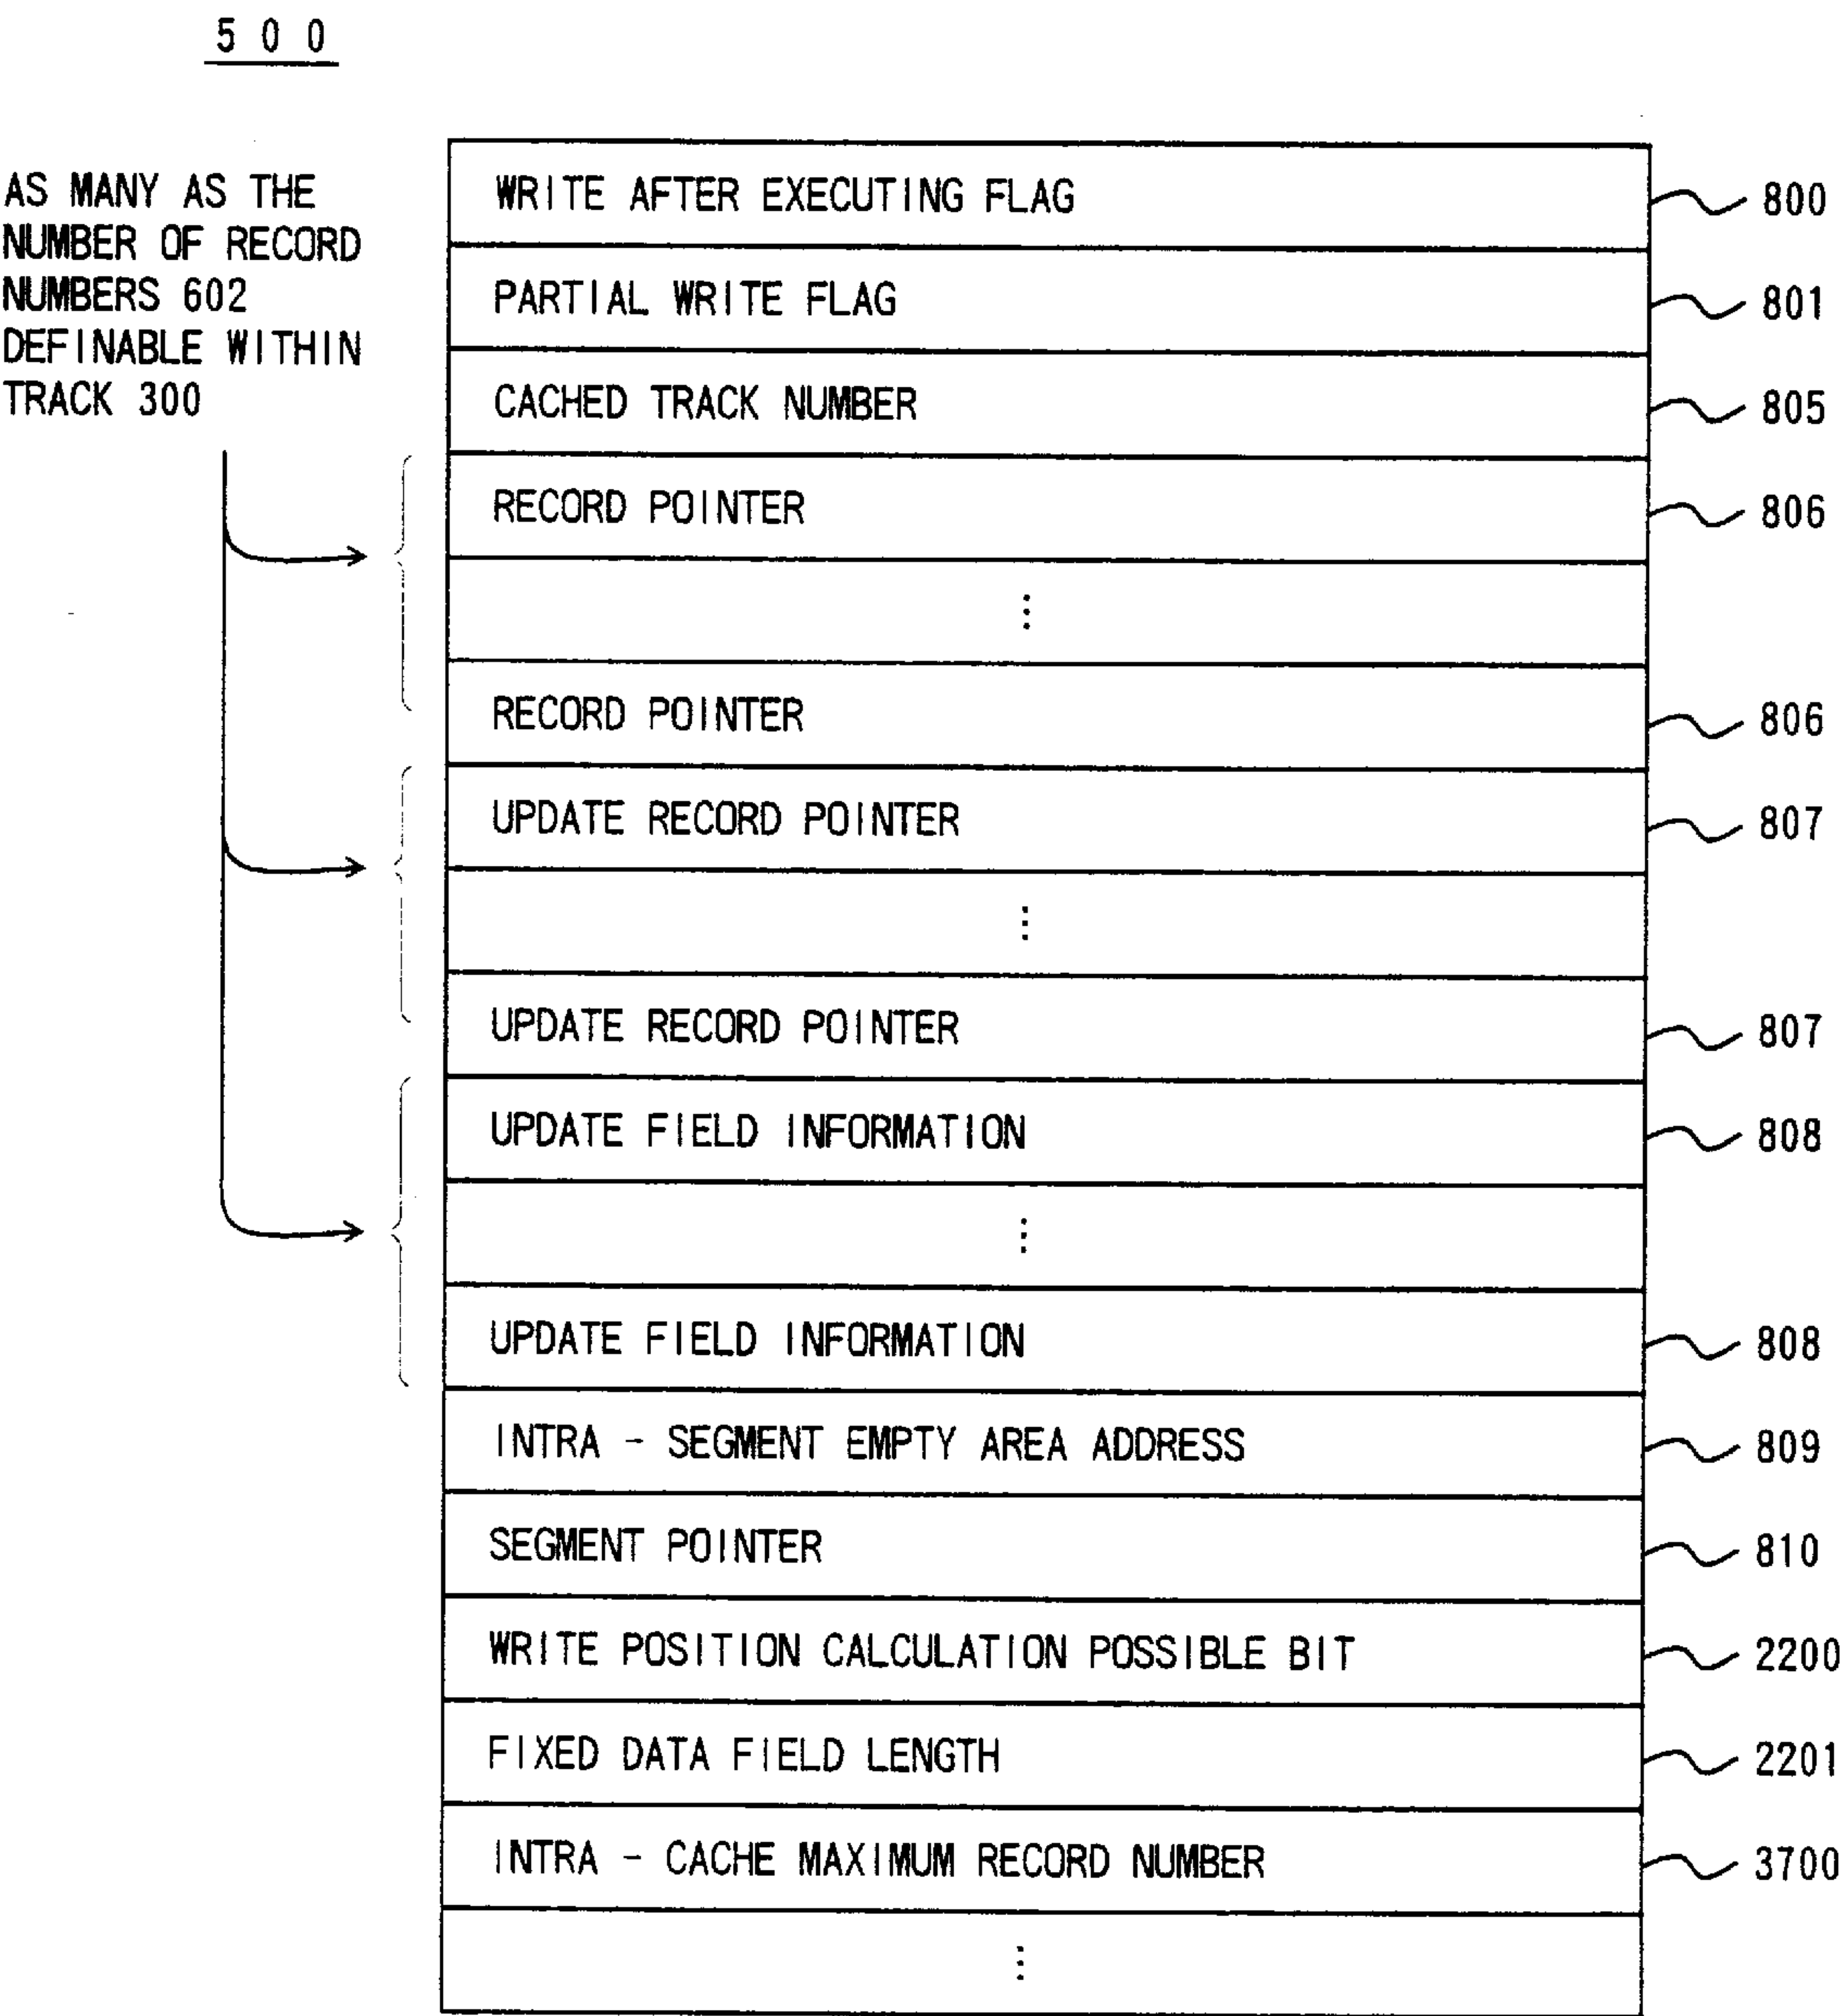 5 0 0
AS MANY AS THE
NUMBER OF RECORD
NUMBERS 602
DEFINABLE WITHIN
TRACK 300
WRITE AFTER EXECUTING FLAG 800
PARTIAL WRITE FLAG 801
CACHED TRACK NUMBER 805
RECORD POINTER 806
⋮
RECORD POINTER 806
UPDATE RECORD POINTER 807
⋮
UPDATE RECORD POINTER 807
UPDATE FIELD INFORMATION 808
⋮
UPDATE FIELD INFORMATION 808
INTRA - SEGMENT EMPTY AREA ADDRESS 809
SEGMENT POINTER 810
WRITE POSITION CALCULATION POSSIBLE BIT 2200
FIXED DATA FIELD LENGTH 2201
INTRA - CACHE MAXIMUM RECORD NUMBER 3700
⋮